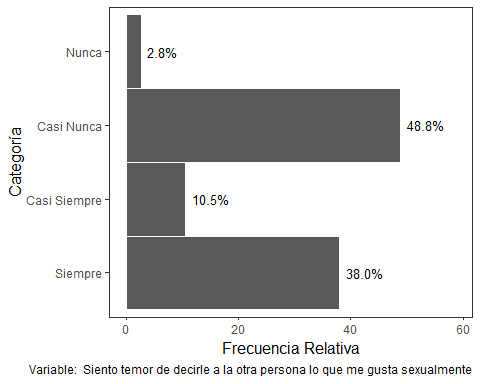 Nunca
2.8%
Casi Nunca
48.8%
Casi Siempre
10.5%
Siempre
38.0%
Categoría
0 20 40 60
Frecuencia Relativa
Variable: Siento temor de decirle a la otra persona lo que me gusta sexualmente